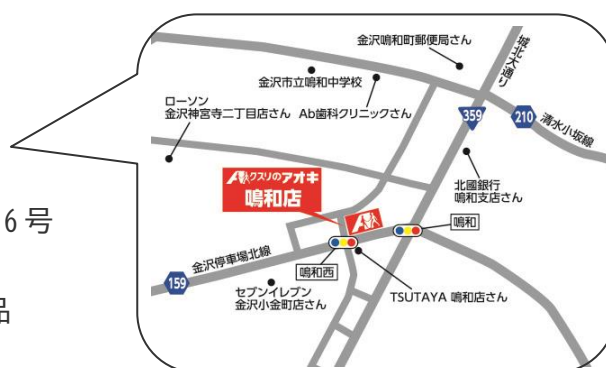 金沢鳴和町郵便局さん
城北大通り
金沢市立鳴和中学校
ローソン
金沢神宮寺二丁目店さん
Ab歯科クリニックさん
359
210
清水小坂線
クスリのアオキ
鳴和店
北國銀行
鳴和支店さん
6号
鳴和
金沢停車場北線
鳴和西
159
セブンイレブン
金沢小金町店さん
TSUTAYA 鳴和店さん
品